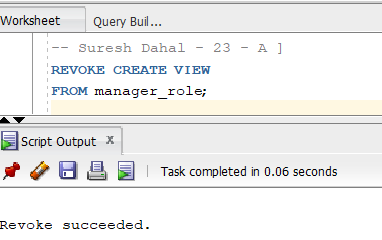 Worksheet
Query Buil...
-- Suresh Dahal - 23 - A ]
REVOKE CREATE VIEW
FROM manager_role;
Script Output x
Task completed in 0.06 seconds
Revoke succeeded.